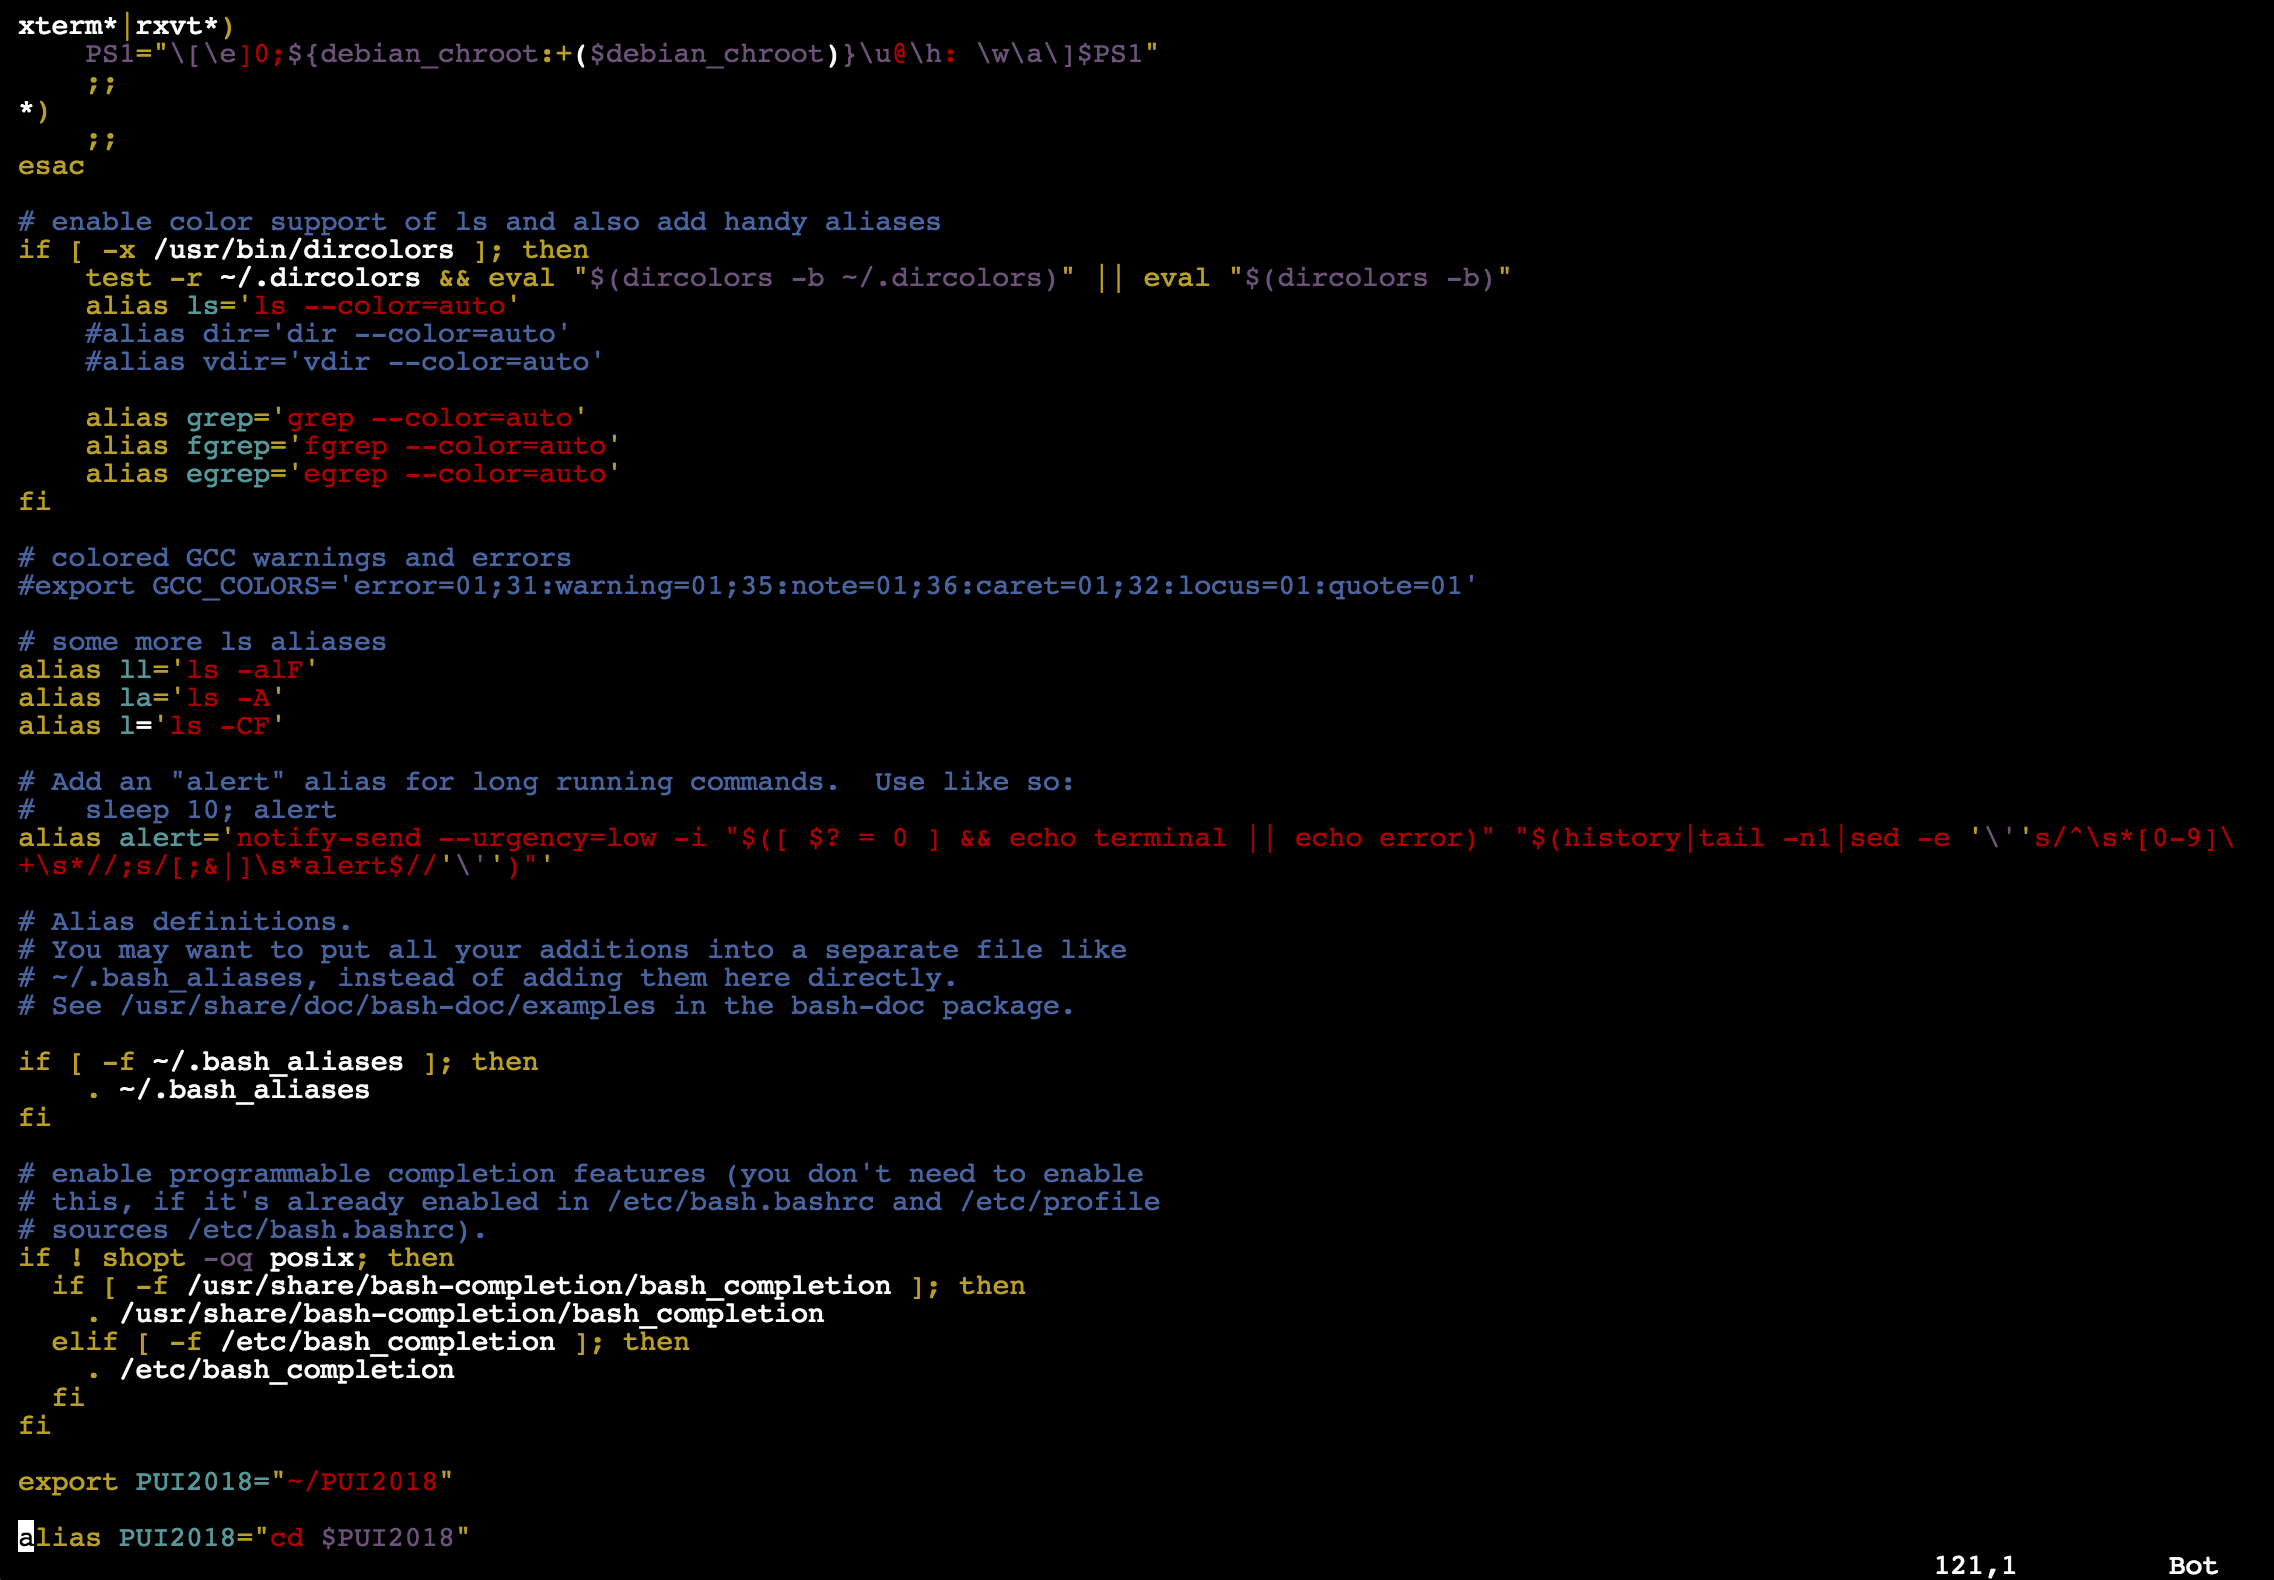 xterm*|rxvt*)
    PS1="\[\e]0;${debian_chroot:+($debian_chroot)}\u@\h: \w\a\]$PS1"
    ;;
*)
    ;;
esac

# enable color support of ls and also add handy aliases
if [ -x /usr/bin/dircolors ]; then
    test -r ~/.dircolors && eval "$(dircolors -b ~/.dircolors)" || eval "$(dircolors -b)"
    alias ls='ls --color=auto'
    #alias dir='dir --color=auto'
    #alias vdir='vdir --color=auto'

    alias grep='grep --color=auto'
    alias fgrep='fgrep --color=auto'
    alias egrep='egrep --color=auto'
fi

# colored GCC warnings and errors
#export GCC_COLORS='error=01;31:warning=01;35:note=01;36:caret=01;32:locus=01:quote=01'

# some more ls aliases
alias ll='ls -alF'
alias la='ls -A'
alias l='ls -CF'

# Add an "alert" alias for long running commands.  Use like so:
#   sleep 10; alert
alias alert='notify-send --urgency=low -i "$([ $? = 0 ] && echo terminal || echo error)" "$(history|tail -n1|sed -e '\''s/^\s*[0-9]\
+\s*//;s/[;&|]\s*alert$//'\'')"'

# Alias definitions.
# You may want to put all your additions into a separate file like
# ~/.bash_aliases, instead of adding them here directly.
# See /usr/share/doc/bash-doc/examples in the bash-doc package.

if [ -f ~/.bash_aliases ]; then
    . ~/.bash_aliases
fi

# enable programmable completion features (you don't need to enable
# this, if it's already enabled in /etc/bash.bashrc and /etc/profile
# sources /etc/bash.bashrc).
if ! shopt -oq posix; then
  if [ -f /usr/share/bash-completion/bash_completion ]; then
    . /usr/share/bash-completion/bash_completion
  elif [ -f /etc/bash_completion ]; then
    . /etc/bash_completion
  fi
fi

export PUI2018="~/PUI2018"

alias PUI2018="cd $PUI2018"
121,1 Bot